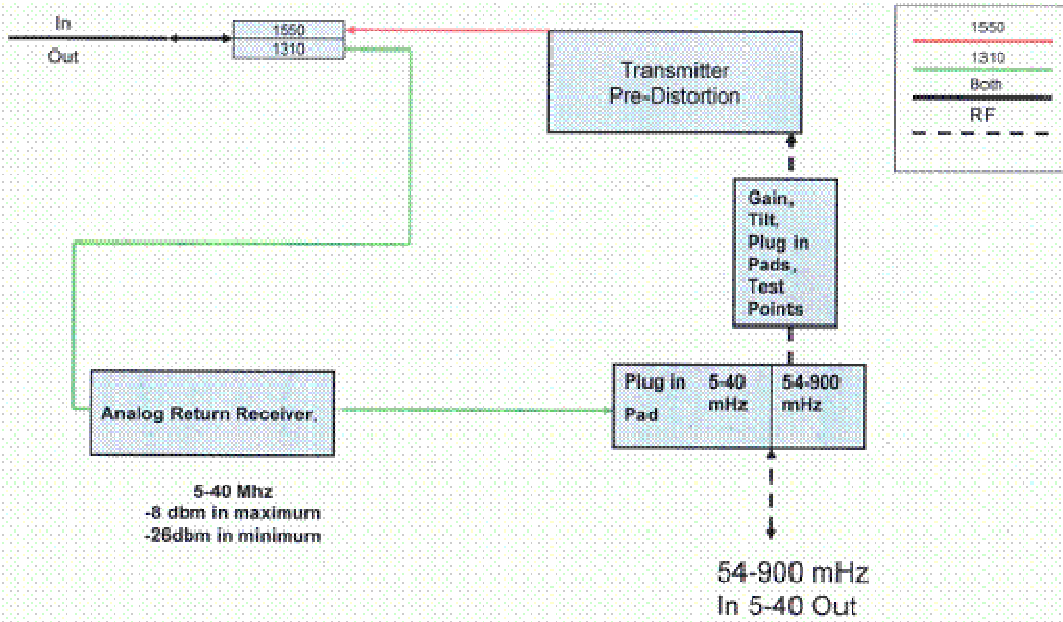 In
Out
1550
1310
Transmitter
Pre-Distortion
1550
1310
Both
RF
Gain,
Tilt,
Plug in
Pads,
Test
Points
Plug in
Pad
5-40
mHz
54-900
mHz
Analog Return Receiver,
5-40 Mhz
-8 dbm in maximum
-26dbm in minimum
54-900 mHz
In 5-40 Out